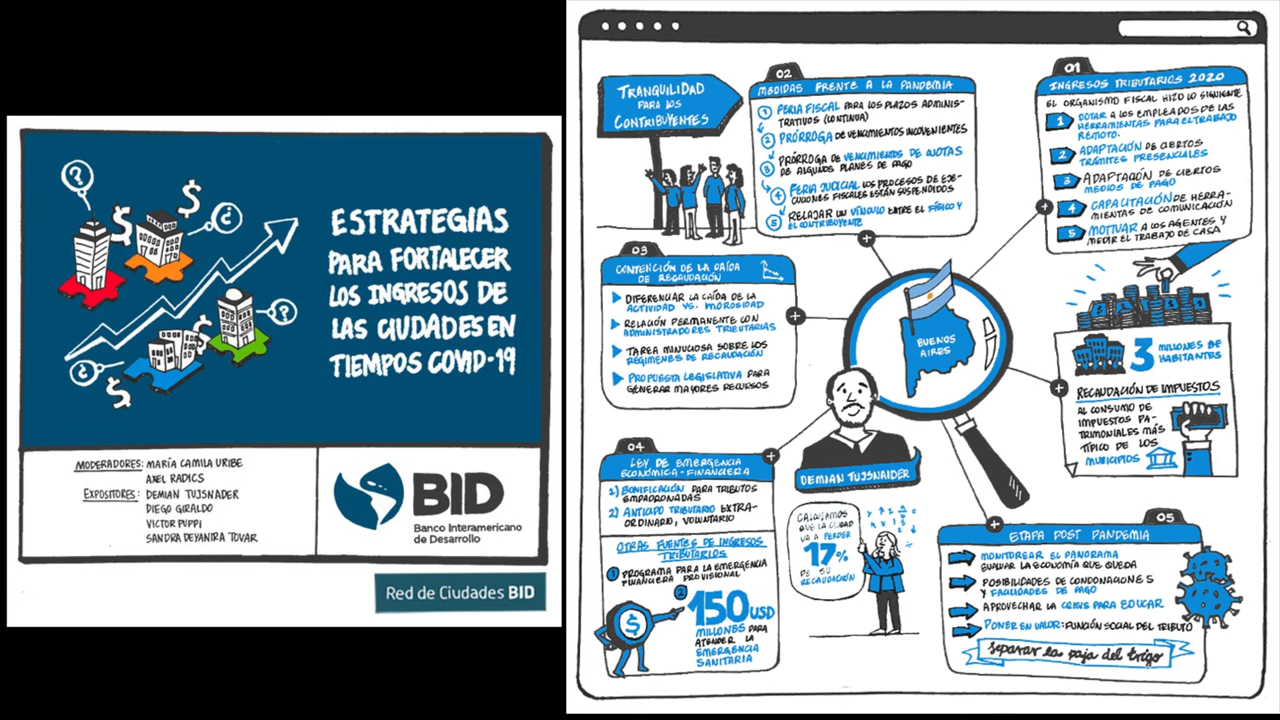 ESTRATEGIAS
PARA FORTALECER
LOS INGRESOS DE
LAS CIUDADES EN
TIEMPOS COVID-19
MODERADORES: MARÍA CAMILA URIBE
AXEL RADICS
EXPOSITORES: DEMIAN TUJSNADER
DIEGO GIRALDO
VICTOR PUPPI
SANDRA DEYANIRA TOVAR
BID
Banco Interamericano
de Desarrollo
Red de Ciudades BID
TRANQUILIDAD
PARA LOS
CONTRIBUYENTES
02
MEDIDAS FRENTE A LA PANDEMIA
1 FERIA FISCAL PARA LOS PLAZOS ADMINIS-
TRATIVOS (CONTINUA)
2 PRÓRROGA DE VENCIMIENTOS INCONVENIENTES
3 PRÓRROGA DE VENCIMIENTOS DE CUOTAS
DE ALGUNOS PLANES DE PAGO
4 FERIA JUDICIAL LOS PROCESOS DE EJE-
CUCIONES FISCALES ESTÁN SUSPENDIDOS
5 RELAJAR UN VÍNCULO ENTRE EL FÍSICO Y
EL CONTRIBUYENTE
01
INGRESOS TRIBUTARIOS 2020
EL ORGANISMO FISCAL HIZO LO SIGUIENTE
1 DOTAR A LOS EMPLEADOS DE LAS
HERRAMIENTAS PARA EL TRABAJO
REMOTO.
2 ADAPTACIÓN DE CIERTOS
TRÁMITES PRESENCIALES
3 ADAPTACIÓN DE CIERTOS
MEDIOS DE PAGO
4 CAPACITACIÓN DE HERRA-
MIENTAS DE COMUNICACIÓN
5 MOTIVAR A LOS AGENTES Y
MEDIR EL TRABAJO DE CASA
03
CONTENCIÓN DE LA CAÍDA
DE RECAUDACIÓN
DIFERENCIAR LA CAÍDA DE LA
ACTIVIDAD VS. MOROSIDAD
RELACIÓN PERMANENTE CON
ADMINISTRADORES TRIBUTARIAS
TAREA MINUCIOSA SOBRE LOS
REGÍMENES DE RECAUDACIÓN
PROPUESTA LEGISLATIVA PARA
GENERAR MAYORES RECURSOS
BUENOS
AIRES
3 MILLONES DE
HABITANTES
RECAUDACIÓN DE IMPUESTOS
AL CONSUMO DE
IMPUESTOS PA-
TRIMONIALES MÁS
TÍPICO DE LOS
MUNICIPIOS
04
LEY DE EMERGENCIA
ECONÓMICA-FINANCIERA
1) BONIFICACIÓN PARA TRIBUTOS
EMPADRONADAS
2) ANTICIPO TRIBUTARIO EXTRA-
ORDINARIO, VOLUNTARIO
OTRAS FUENTES DE INGRESOS
TRIBUTARIOS
1 PROGRAMA PARA LA EMERGENCIA
FINANCIERA PROVISIONAL
2 150 USD
MILLONES PARA
ATENDER LA
EMERGENCIA
SANITARIA
DEMIAN TUJSNAIDER
CALCULAMOS
QUE LA CIUDAD
VA A PERDER
17%
DE SU
RECAUDACIÓN
05
ETAPA POST PANDEMIA
MONITOREAR EL PANORAMA
EVALUAR LA ECONOMÍA QUE QUEDA
POSIBILIDADES DE CONDONACIONES
Y FACILIDADES DE PAGO
APROVECHAR LA CRISIS PARA EDUCAR
PONER EN VALOR: FUNCIÓN SOCIAL DEL TRIBUTO
separar la paja del trigo